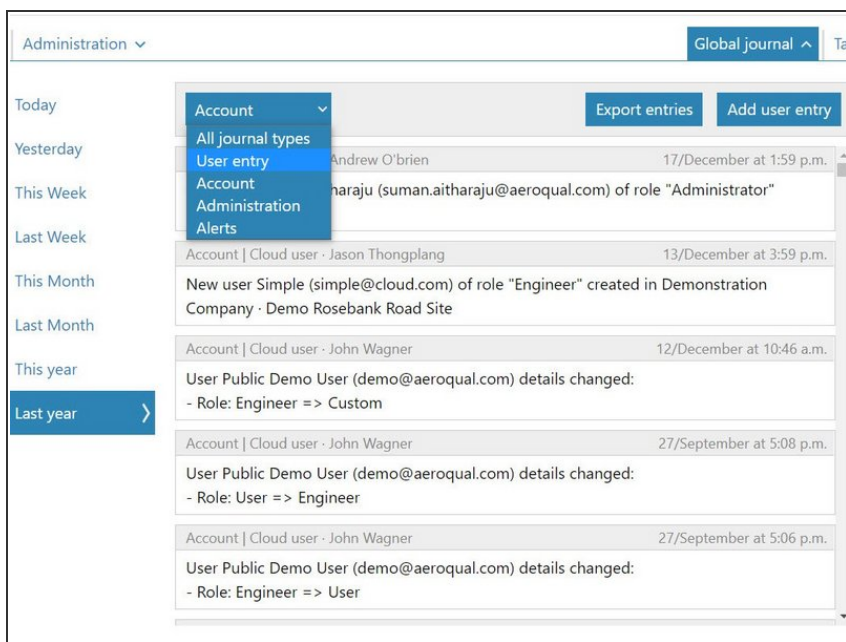 Administration
Global journal
Today
Yesterday
This Week
Last Week
This Month
Last Month
This year
Last year
Account
Export entries
Add user entry
All journal types
User entry
Account
Administration
Alerts
Andrew O'brien
17/December at 1:59 p.m.
(suman.aitharaju@aeroqual.com) of role "Administrator"
Account | Cloud user · Jason Thongplang
13/December at 3:59 p.m.
New user Simple (simple@cloud.com) of role "Engineer" created in Demonstration
Company · Demo Rosebank Road Site
Account | Cloud user · John Wagner
12/December at 10:46 a.m.
User Public Demo User (demo@aeroqual.com) details changed:
- Role: Engineer => Custom
Account | Cloud user · John Wagner
27/September at 5:08 p.m.
User Public Demo User (demo@aeroqual.com) details changed:
- Role: User => Engineer
Account | Cloud user · John Wagner
27/September at 5:06 p.m.
User Public Demo User (demo@aeroqual.com) details changed:
- Role: Engineer => User